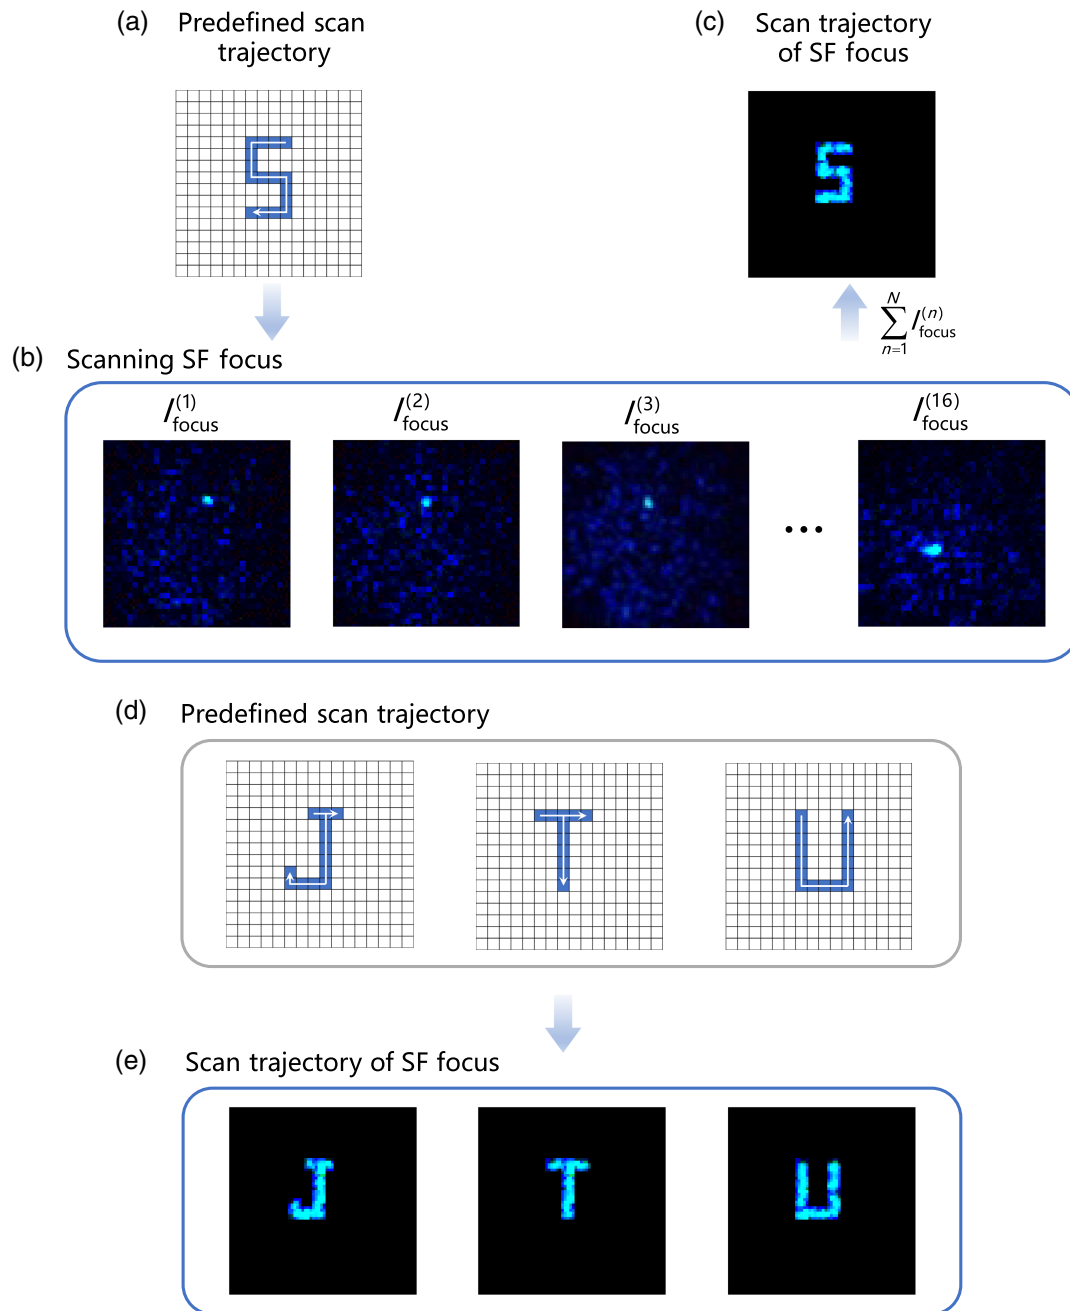 (a) Predefined scan
trajectory
(c) Scan trajectory
of SF focus
N
∑ I(n)focus
n=1
(b) Scanning SF focus
I(1)focus I(2)focus I(3)focus ••• I(16)focus
(d) Predefined scan trajectory
(e) Scan trajectory of SF focus